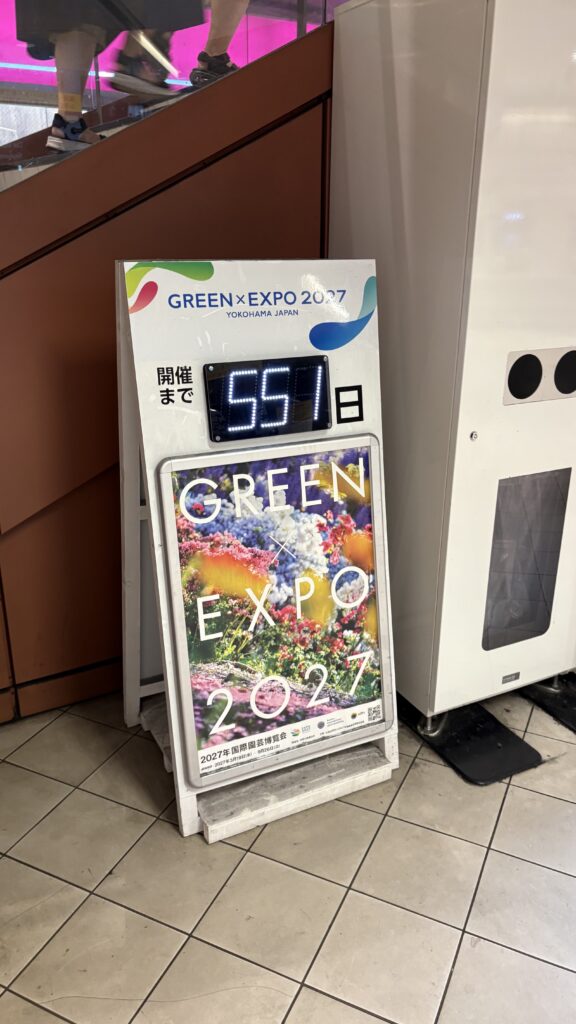 GREEN×EXPO 2027
YOKOHAMA JAPAN
開催
まで
551
日
GREEN
×
EXPO
2027
2027年国際園芸博覧会